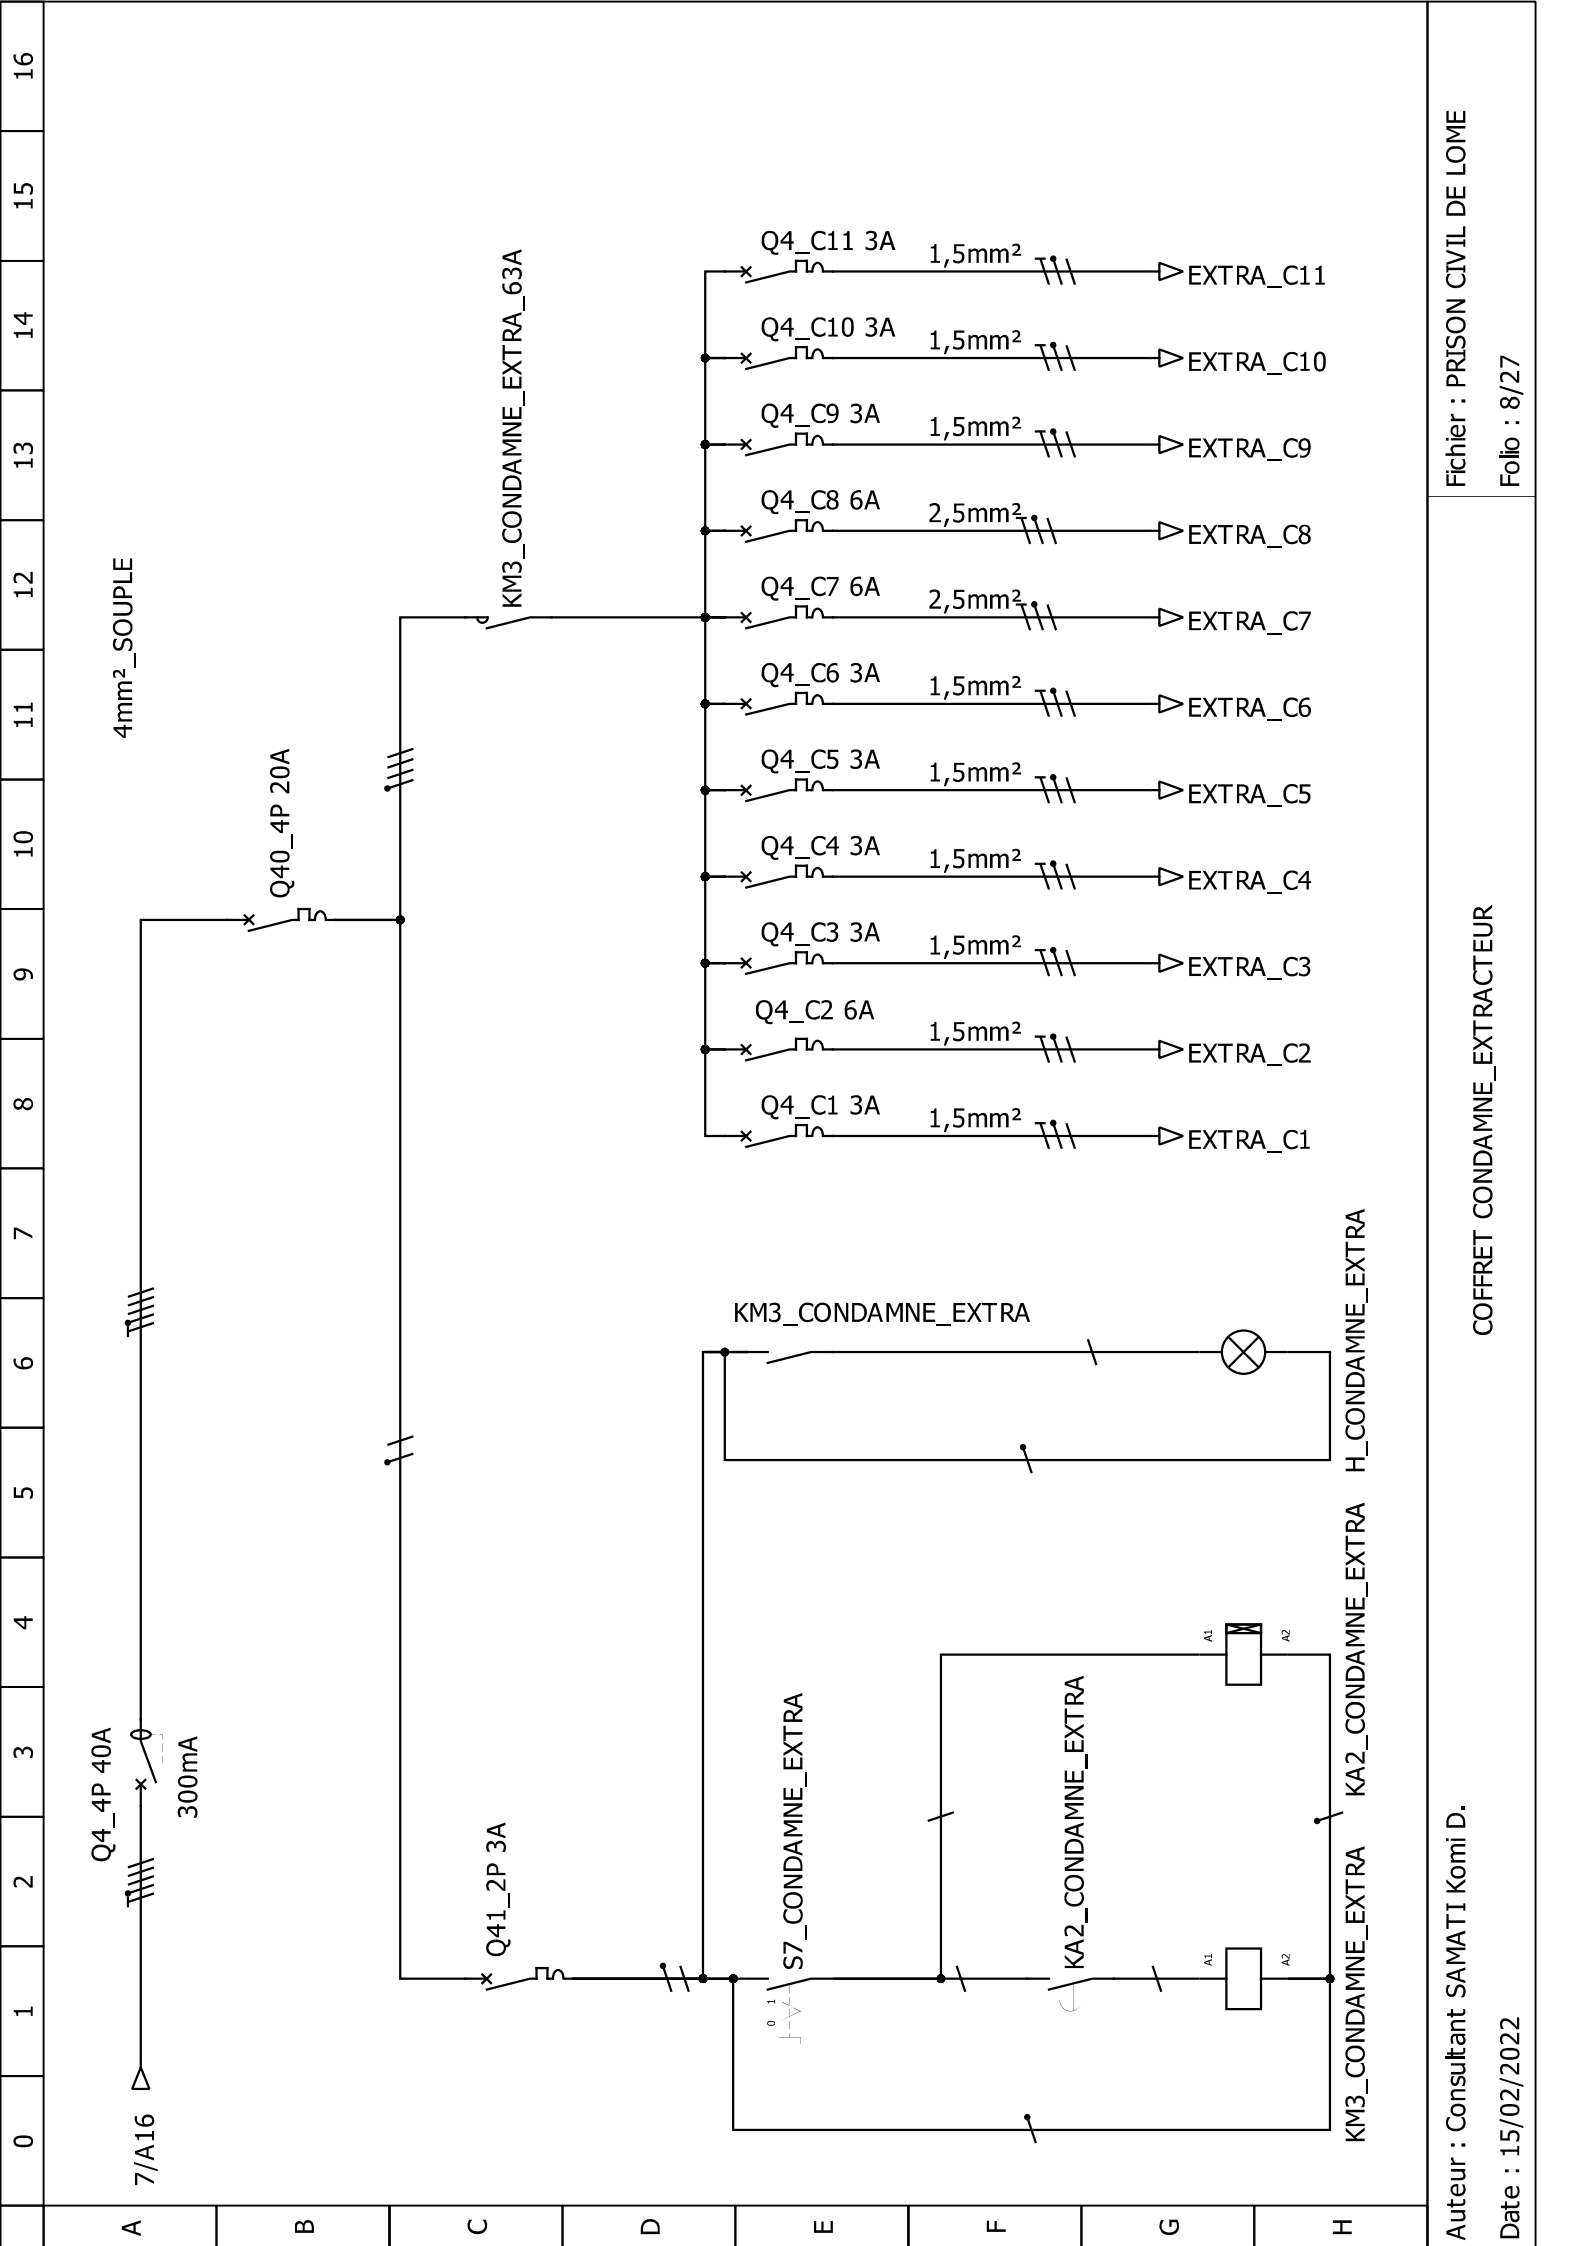 0 1 2 3 4 5 6 7 8 9 10 11 12 13 14 15 16
A
B
C
D
E
F
G
H
7/A16
Q4_4P 40A
300mA
4mm²_SOUPLE
Q40_4P 20A
Q41_2P 3A
KM3_CONDAMNE_EXTRA_63A
S7_CONDAMNE_EXTRA
0 1
KA2_CONDAMNE_EXTRA
A1
A2
A1
A2
KM3_CONDAMNE_EXTRA
KM3_CONDAMNE_EXTRA
KA2_CONDAMNE_EXTRA
H_CONDAMNE_EXTRA
Q4_C11 3A
1,5mm²
EXTRA_C11
Q4_C10 3A
1,5mm²
EXTRA_C10
Q4_C9 3A
1,5mm²
EXTRA_C9
Q4_C8 6A
2,5mm²
EXTRA_C8
Q4_C7 6A
2,5mm²
EXTRA_C7
Q4_C6 3A
1,5mm²
EXTRA_C6
Q4_C5 3A
1,5mm²
EXTRA_C5
Q4_C4 3A
1,5mm²
EXTRA_C4
Q4_C3 3A
1,5mm²
EXTRA_C3
Q4_C2 6A
1,5mm²
EXTRA_C2
Q4_C1 3A
1,5mm²
EXTRA_C1
Auteur : Consultant SAMATI Komi D.
Date : 15/02/2022
COFFRET CONDAMNE_EXTRACTEUR
Fichier : PRISON CIVIL DE LOME
Folio : 8/27